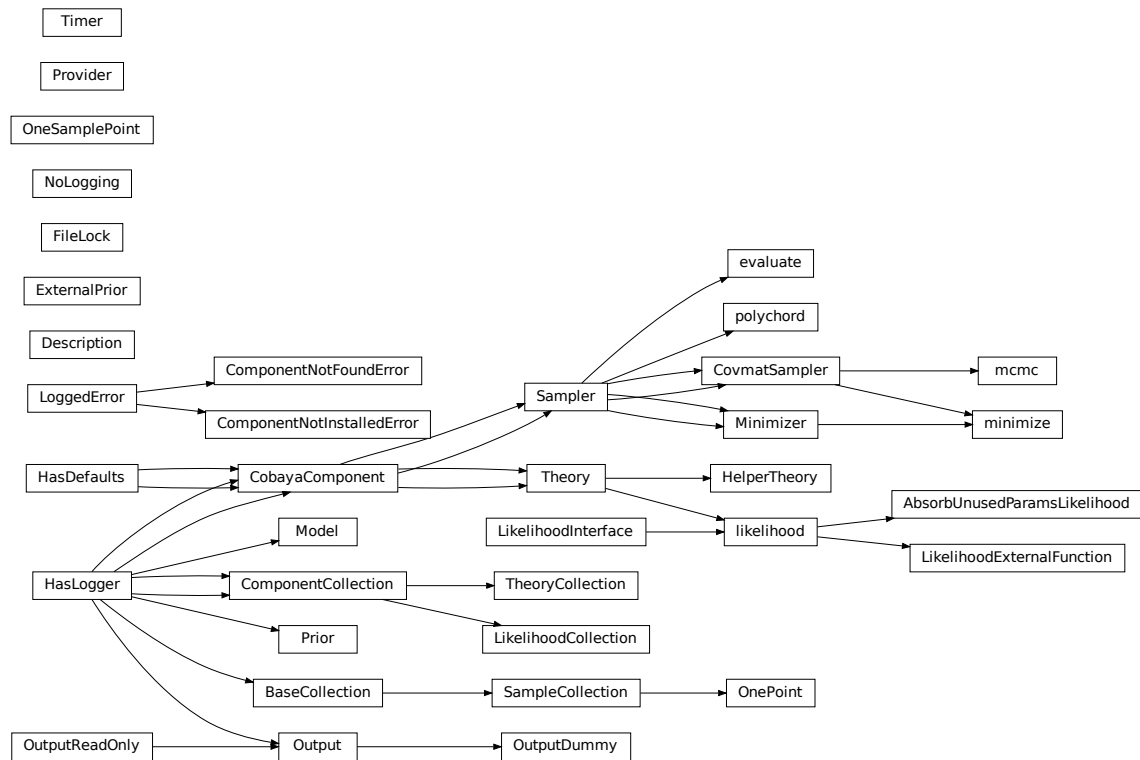 Timer
Provider
OneSamplePoint
NoLogging
FileLock
ExternalPrior
Description
LoggedError
ComponentNotFoundError
ComponentNotInstalledError
HasDefaults
CobayaComponent
Sampler
evaluate
polychord
CovmatSampler
mcmc
Minimizer
minimize
Theory
HelperTheory
LikelihoodInterface
likelihood
AbsorbUnusedParamsLikelihood
LikelihoodExternalFunction
HasLogger
Model
ComponentCollection
TheoryCollection
LikelihoodCollection
Prior
BaseCollection
SampleCollection
OnePoint
OutputReadOnly
Output
OutputDummy